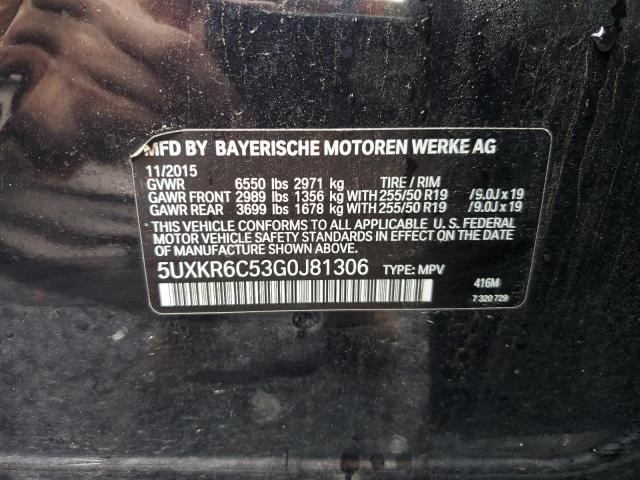 MFD BY BAYERISCHE MOTOREN WERKE AG
11/2015
GVWR 6550 lbs 2971 kg TIRE / RIM
GAWR FRONT 2989 lbs 1356 kg WITH 255/50 R19 /9.0J x 19
GAWR REAR 3699 lbs 1678 kg WITH 255/50 R19 /9.0J x 19
THIS VEHICLE CONFORMS TO ALL APPLICABLE U. S. FEDERAL
MOTOR VEHICLE SAFETY STANDARDS IN EFFECT ON THE DATE
OF MANUFACTURE SHOWN ABOVE.
5UXKR6C53G0J81306 TYPE: MPV
416M
7 320 729